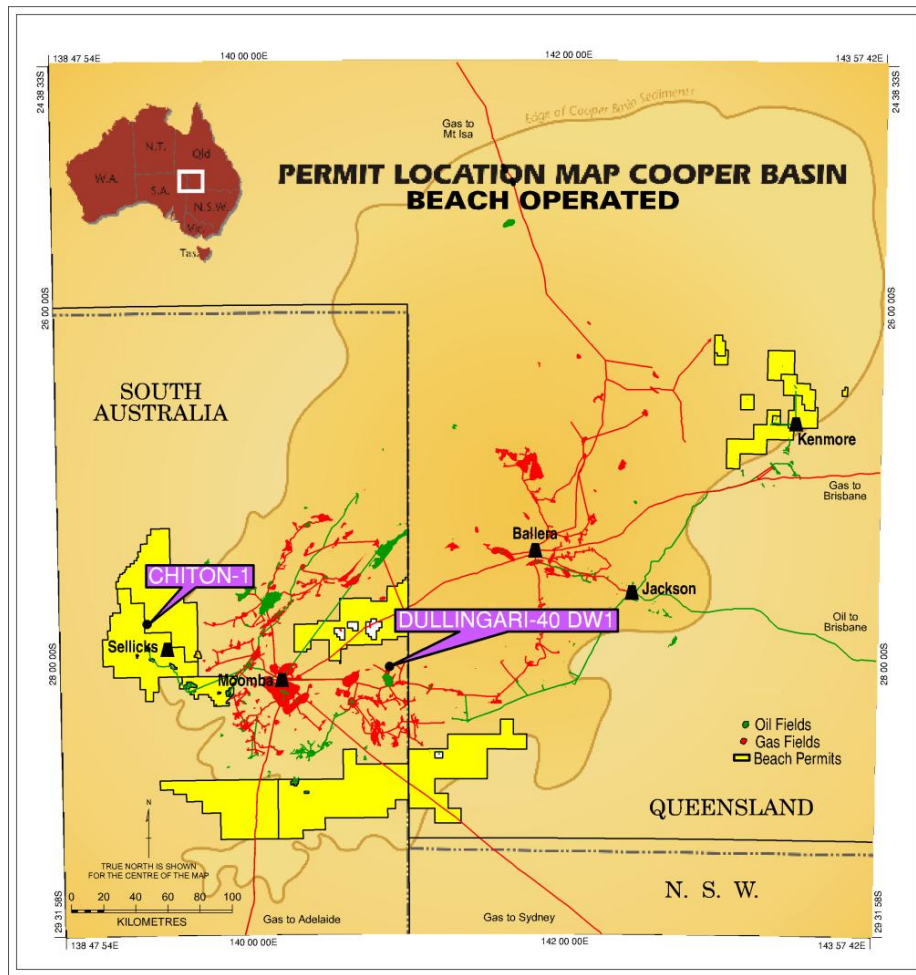 138 47 54E
140 00 00E
142 00 00E
143 57 42E
24 38 33S
24 38 33S
Edge of Cooper Basin Sediments
Gas to
Mt Isa
N.T.
Qld
W.A.
S.A.
N.S.W.
Vic.
Tas.
PERMIT LOCATION MAP COOPER BASIN
BEACH OPERATED
26 00 00S
26 00 00S
SOUTH
AUSTRALIA
Kenmore
Gas to
Brisbane
Ballera
CHITON-1
Jackson
DULLINGARI-40 DW1
Oil to
Brisbane
Sellicks
28 00 00S
28 00 00S
Moomba
Oil Fields
Gas Fields
Beach Permits
QUEENSLAND
N
TRUE NORTH IS SHOWN
FOR THE CENTRE OF THE MAP
0 20 40 60 80 100
KILOMETRES
N. S. W.
Gas to Adelaide
Gas to Sydney
29 31 58S
29 31 58S
138 47 54E
140 00 00E
142 00 00E
143 57 42E